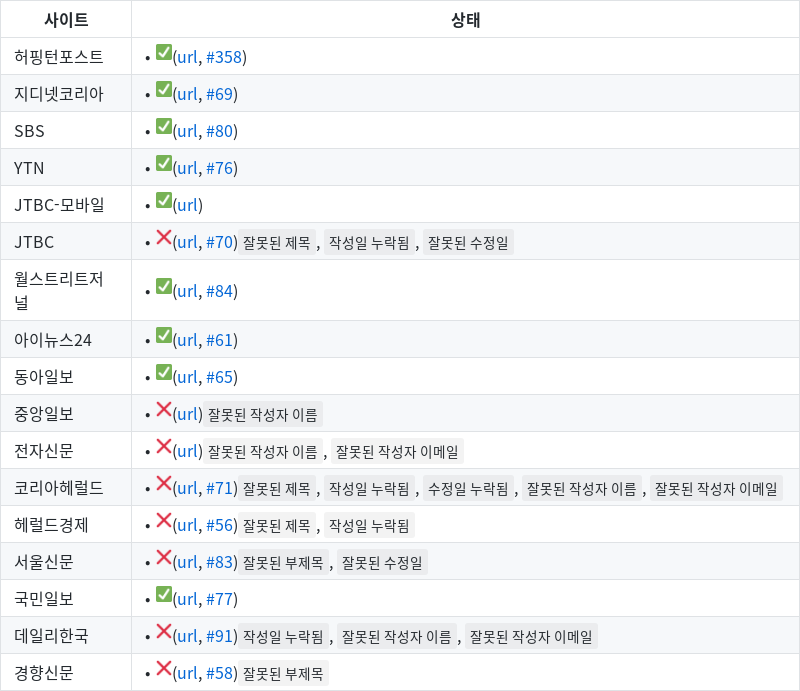 사이트 상태
허핑턴포스트 • ✅(url, #358)
지디넷코리아 • ✅(url, #69)
SBS • ✅(url, #80)
YTN • ✅(url, #76)
JTBC-모바일 • ✅(url)
JTBC • ❌(url, #70) 잘못된 제목 , 작성일 누락됨 , 잘못된 수정일
월스트리트저
널 • ✅(url, #84)
아이뉴스24 • ✅(url, #61)
동아일보 • ✅(url, #65)
중앙일보 • ❌(url) 잘못된 작성자 이름
전자신문 • ❌(url) 잘못된 작성자 이름 , 잘못된 작성자 이메일
코리아헤럴드 • ❌(url, #71) 잘못된 제목 , 작성일 누락됨 , 수정일 누락됨 , 잘못된 작성자 이름 , 잘못된 작성자 이메일
헤럴드경제 • ❌(url, #56) 잘못된 제목 , 작성일 누락됨
서울신문 • ❌(url, #83) 잘못된 부제목 , 잘못된 수정일
국민일보 • ✅(url, #77)
데일리한국 • ❌(url, #91) 작성일 누락됨 , 잘못된 작성자 이름 , 잘못된 작성자 이메일
경향신문 • ❌(url, #58) 잘못된 부제목